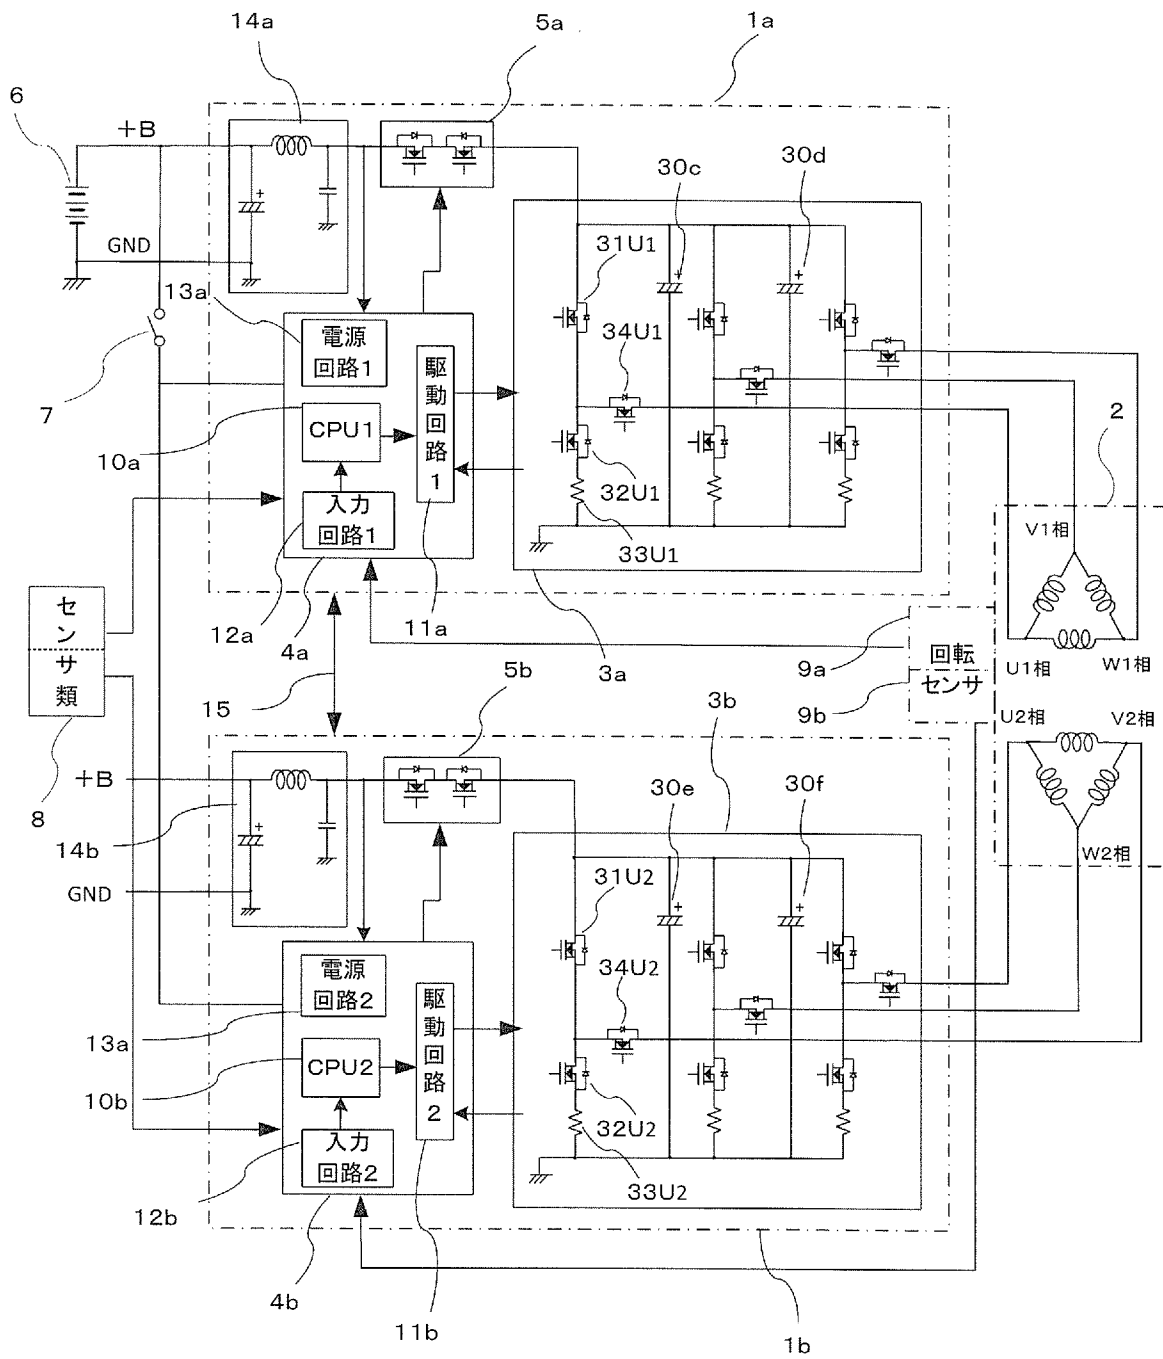 14a
5a
1a
6
+B
30c
30d
GND
31U1
13a
電源
回路1
34U1
駆動回路1
7
2
CPU1
10a
32U1
入力
回路1
V1相
33U1
センサ類
12a
4a
11a
3a
9a
回転
センサ
U1相
W1相
15
5b
9b
3b
U2相
V2相
+B
8
30e
30f
14b
W2相
GND
31U2
電源
回路2
34U2
駆動回路2
13a
CPU2
10b
32U2
入力
回路2
33U2
12b
4b
11b
1b